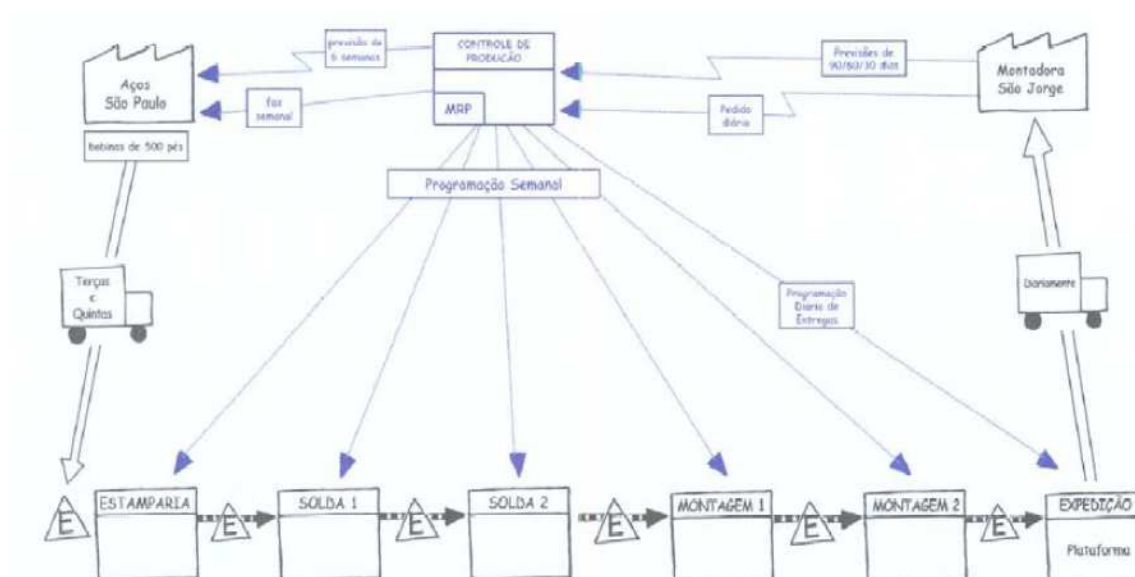 Aços
São Paulo
previsão de
6 semanas
CONTROLE DE
PRODUÇÃO
Previsões de
90/60/30 dias
Montadora
São Jorge
fax
semanal
MRP
Pedido
diário
bobinas de 500 pés
Programação Semanal
Terças
e
Quintas
Programação
Diária de
Entregas
Diariamente
E
ESTAMPARIA
E
SOLDA 1
E
SOLDA 2
E
MONTAGEM 1
E
MONTAGEM 2
E
EXPEDIÇÃO
Plataforma